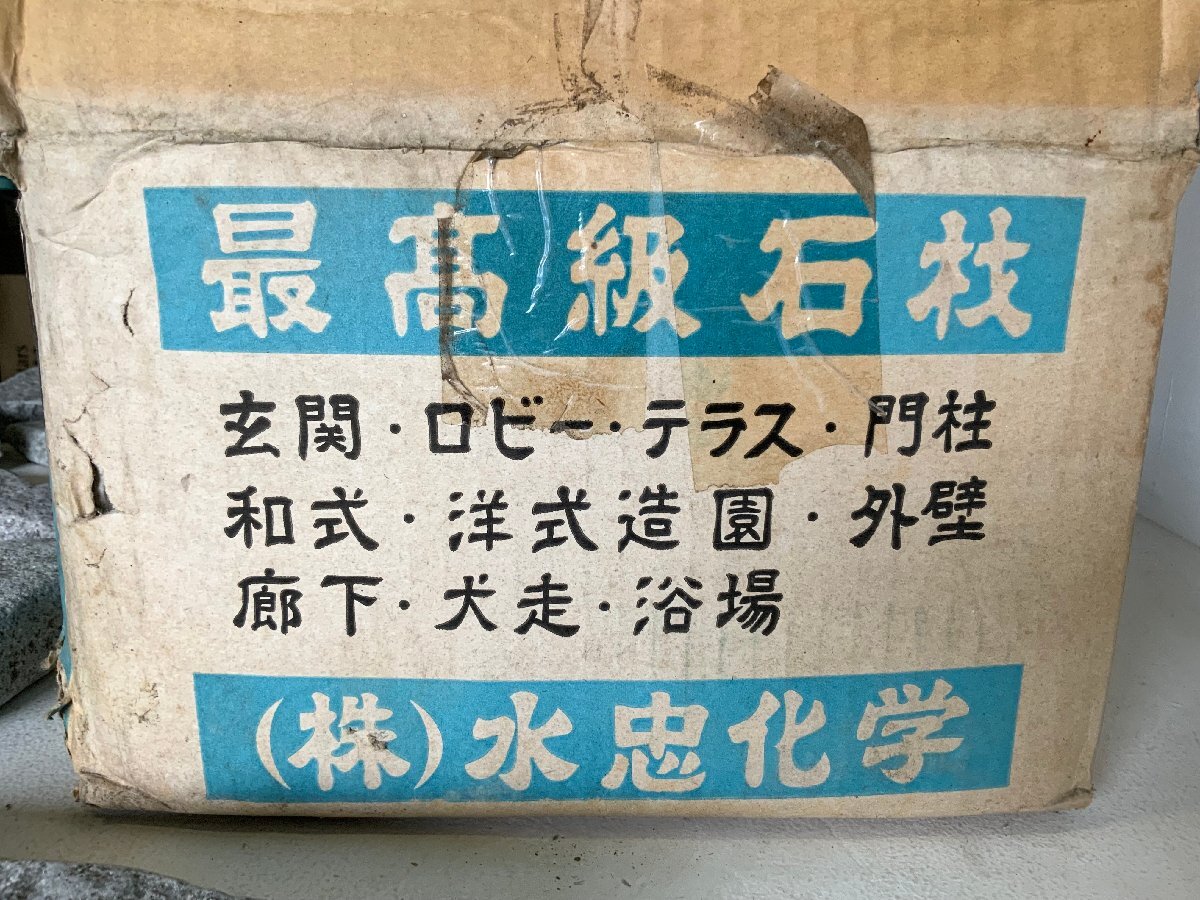 最高級石材
玄関・ロビー・テラス・門柱
和式・洋式造園・外壁
廊下・犬走・浴場
(株)水忠化学